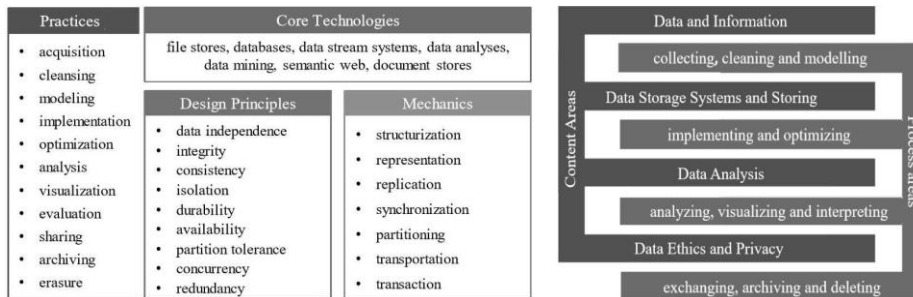 Practices
• acquisition
• cleansing
• modeling
• implementation
• optimization
• analysis
• visualization
• evaluation
• sharing
• archiving
• erasure
Core Technologies
file stores, databases, data stream systems, data analyses,
data mining, semantic web, document stores
Design Principles
• data independence
• integrity
• consistency
• isolation
• durability
• availability
• partition tolerance
• concurrency
• redundancy
Mechanics
• structurization
• representation
• replication
• synchronization
• partitioning
• transportation
• transaction
Content Areas
Data and Information
collecting, cleaning and modelling
Data Storage Systems and Storing
implementing and optimizing
Data Analysis
analyzing, visualizing and interpreting
Data Ethics and Privacy
exchanging, archiving and deleting
Process areas